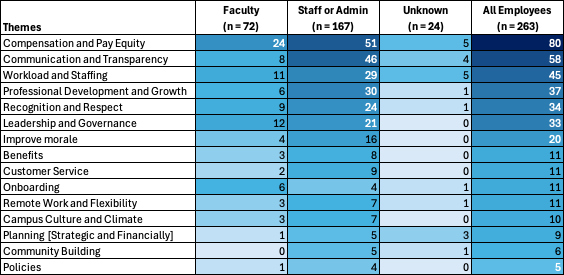 Themes Faculty (n = 72) Staff or Admin (n = 167) Unknown (n = 24) All Employees (n = 263)
Compensation and Pay Equity 24 51 5 80
Communication and Transparency 8 46 4 58
Workload and Staffing 11 29 5 45
Professional Development and Growth 6 30 1 37
Recognition and Respect 9 24 1 34
Leadership and Governance 12 21 0 33
Improve morale 4 16 0 20
Benefits 3 8 0 11
Customer Service 2 9 0 11
Onboarding 6 4 1 11
Remote Work and Flexibility 3 7 1 11
Campus Culture and Climate 3 7 0 10
Planning [Strategic and Financially] 1 5 3 9
Community Building 0 5 1 6
Policies 1 4 0 5